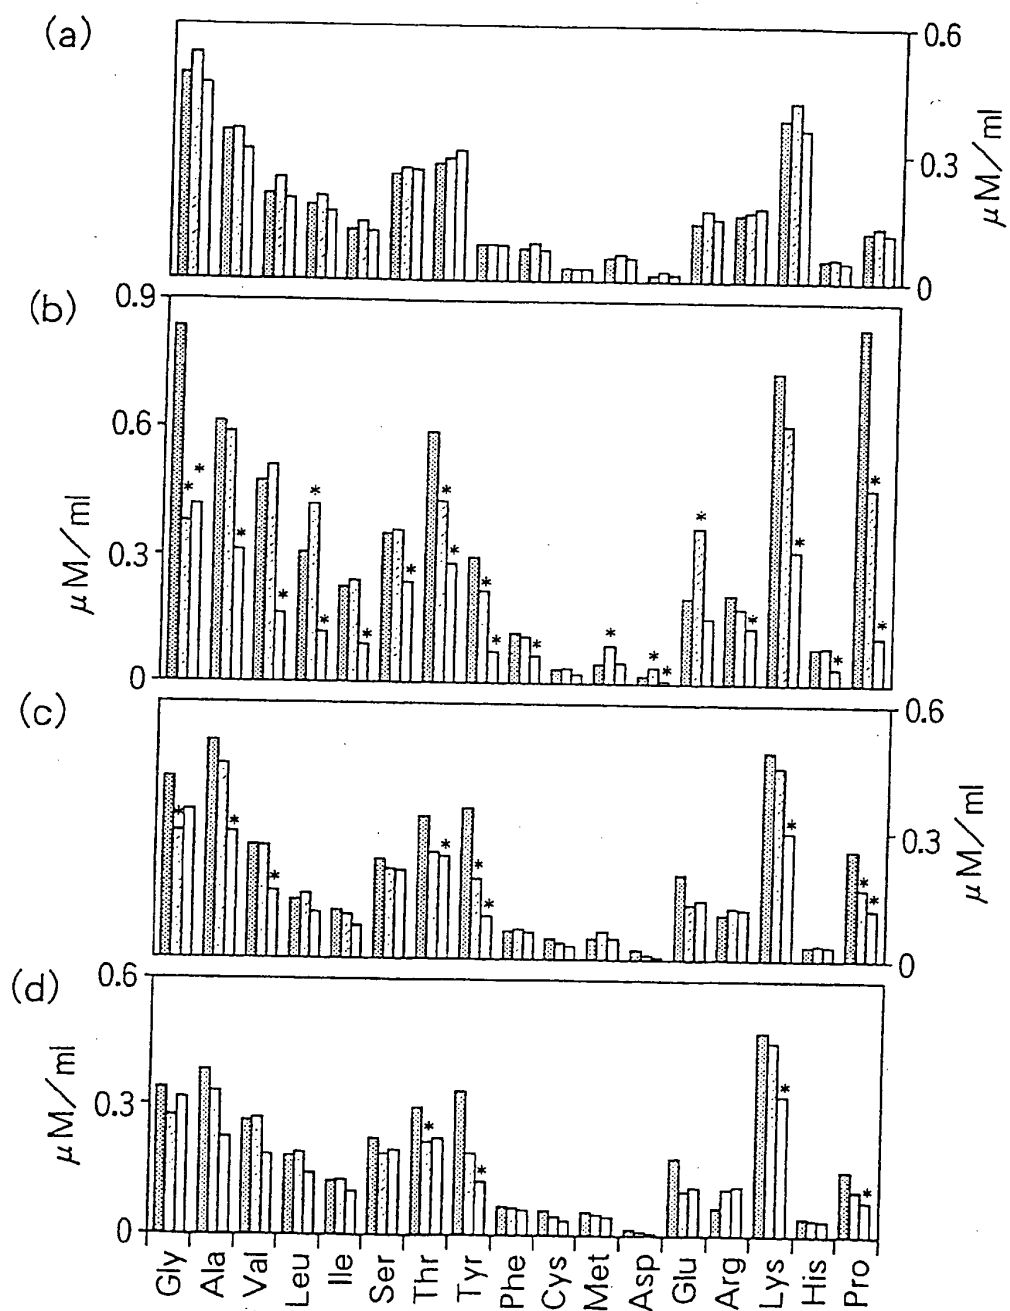 (a)
0.6
0.3
0
μM/ml
(b)
0.9
0.6
0.3
0
μM/ml
* * * * * * * * * * * * * * * * * * * * * * *
(c)
0.6
0.3
0
μM/ml
* * * * * * * * *
(d)
0.6
0.3
0
μM/ml
* * * *
Gly Ala Val Leu Ile Ser Thr Tyr Phe Cys Met Asp Glu Arg Lys His Pro